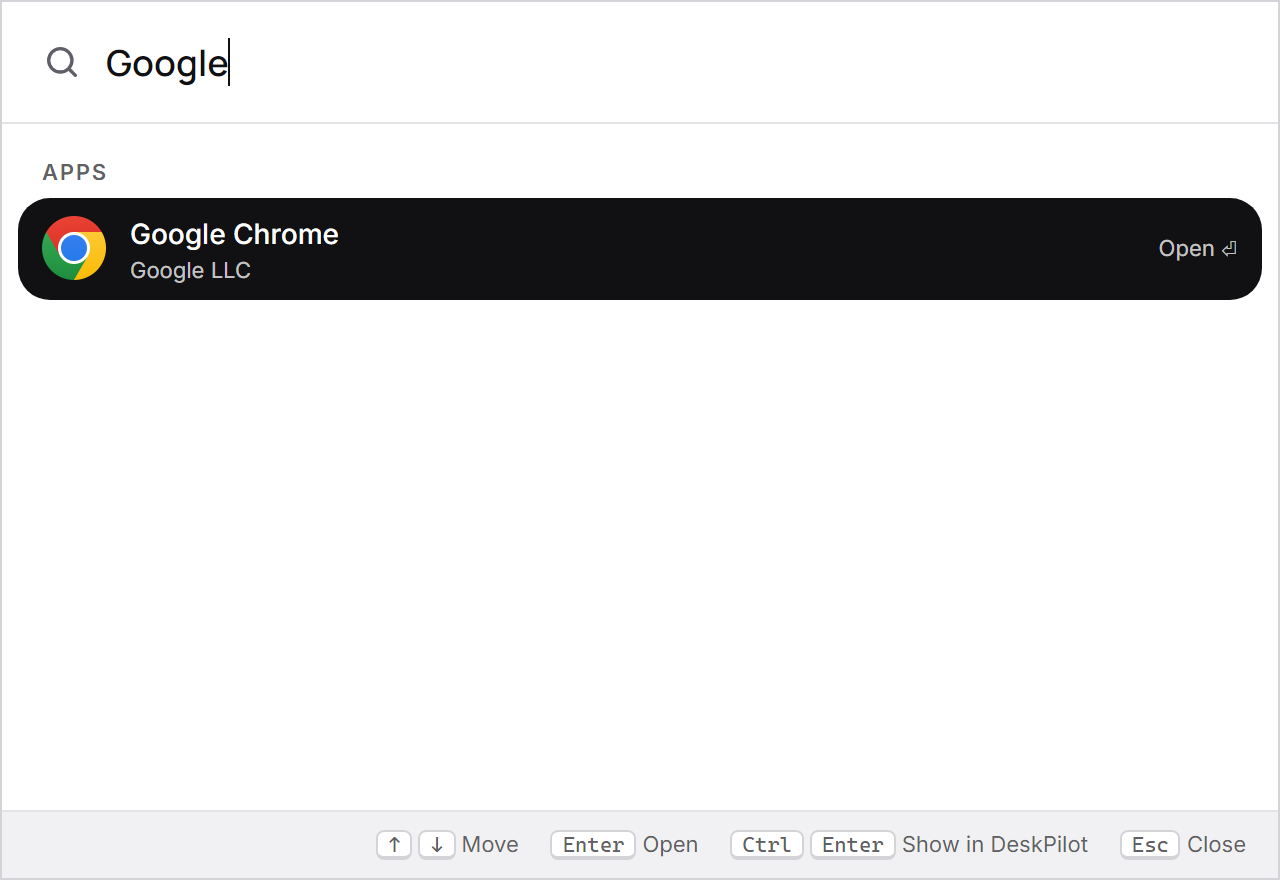 Google
APPS
Google Chrome
Google LLC
Open ⏎
↑ ↓ Move Enter Open Ctrl Enter Show in DeskPilot Esc Close